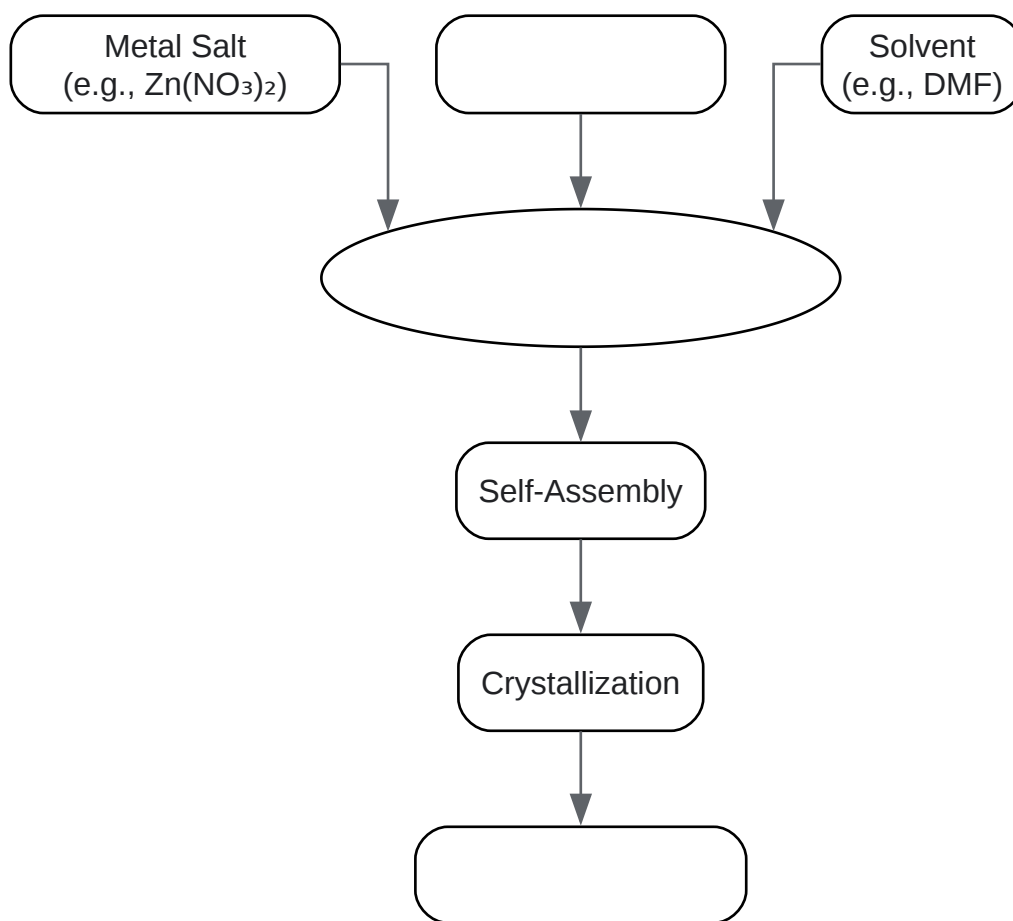 Metal Salt
(e.g., Zn(NO₃)₂)
Solvent
(e.g., DMF)
Self-Assembly
Crystallization